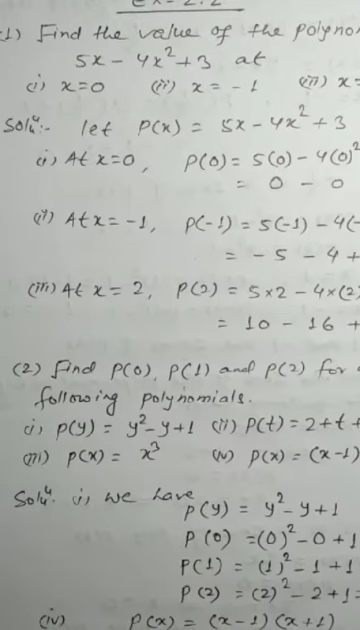 Ex-2.2
(1) Find the value of the polyno
5x - 4x²+3 at
(i) x=0 (ii) x = -1 (iii) x=
Solⁿ:- let P(x) = 5x-4x²+3
(i) At x=0, P(0)= 5(0)-4(0)²
= 0 - 0
(ii) At x=-1, P(-1) = 5(-1)-4(-
= -5 - 4 +
(iii) At x = 2, P(2) = 5×2-4×(2
= 10 - 16 +
(2) Find P(0), P(1) and P(2) for
following polynomials.
(i) P(y) = y²-y+1 (ii) P(t) = 2+t+
(iii) P(x) = x³ (iv) P(x) = (x-1)
Solⁿ. i) we have
P(y) = y²-y+1
P(0) =(0)²-0+1
P(1) = (1)²-1+1
P(2) = (2)²-2+1=
(iv) P(x) = (x-1)(x+1)